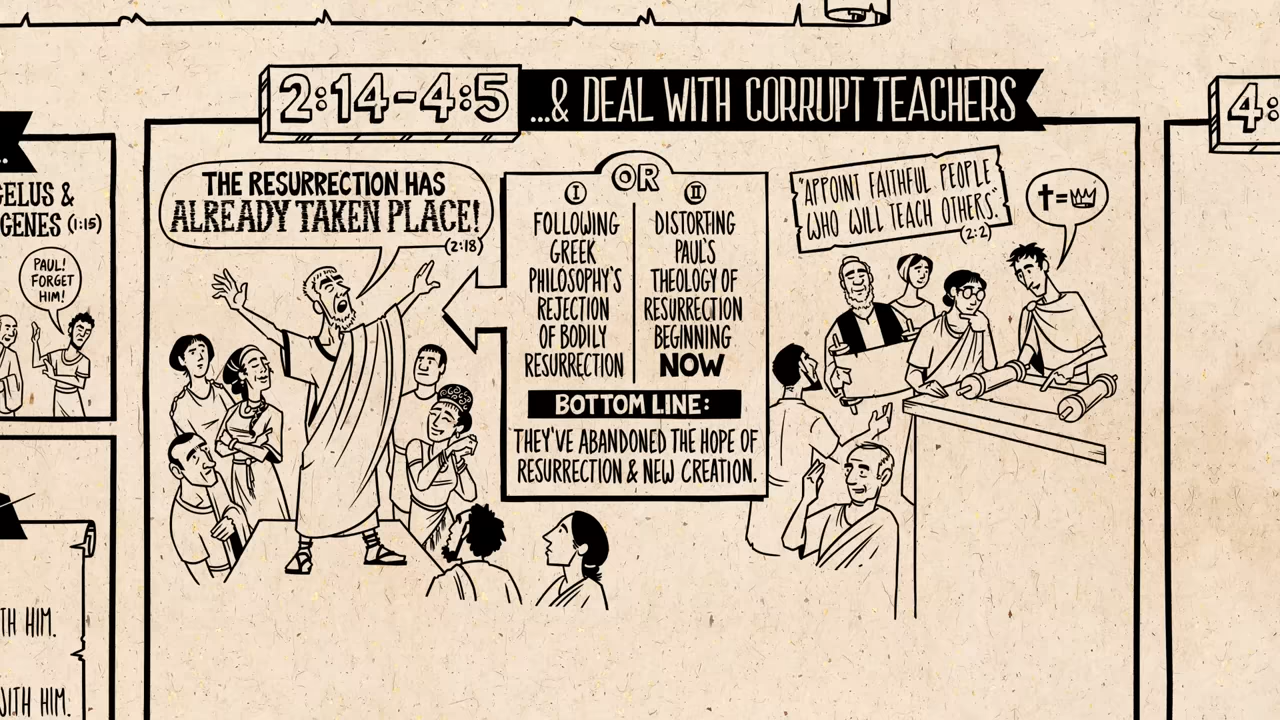 2:14-4:5 ...& DEAL WITH CORRUPT TEACHERS
4:
...
GELUS &
GENES (1:15)
PAUL!
FORGET
HIM!
TH HIM.
WITH HIM.
THE RESURRECTION HAS
ALREADY TAKEN PLACE!
(2:18)
OR
I
FOLLOWING
GREEK
PHILOSOPHY'S
REJECTION
OF BODILY
RESURRECTION
II
DISTORTING
PAUL'S
THEOLOGY OF
RESURRECTION
BEGINNING
NOW
BOTTOM LINE:
THEY'VE ABANDONED THE HOPE OF
RESURRECTION & NEW CREATION.
"APPOINT FAITHFUL PEOPLE
WHO WILL TEACH OTHERS."
(2:2)
=